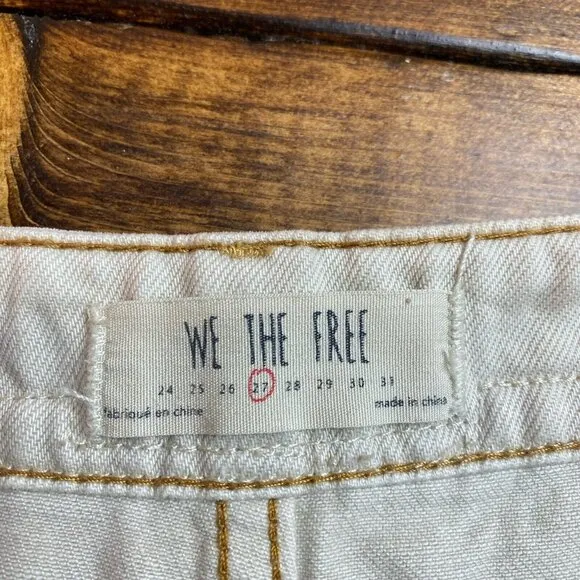 WE THE FREE
24 25 26 27 28 29 30 31
fabriqué en chine made in china